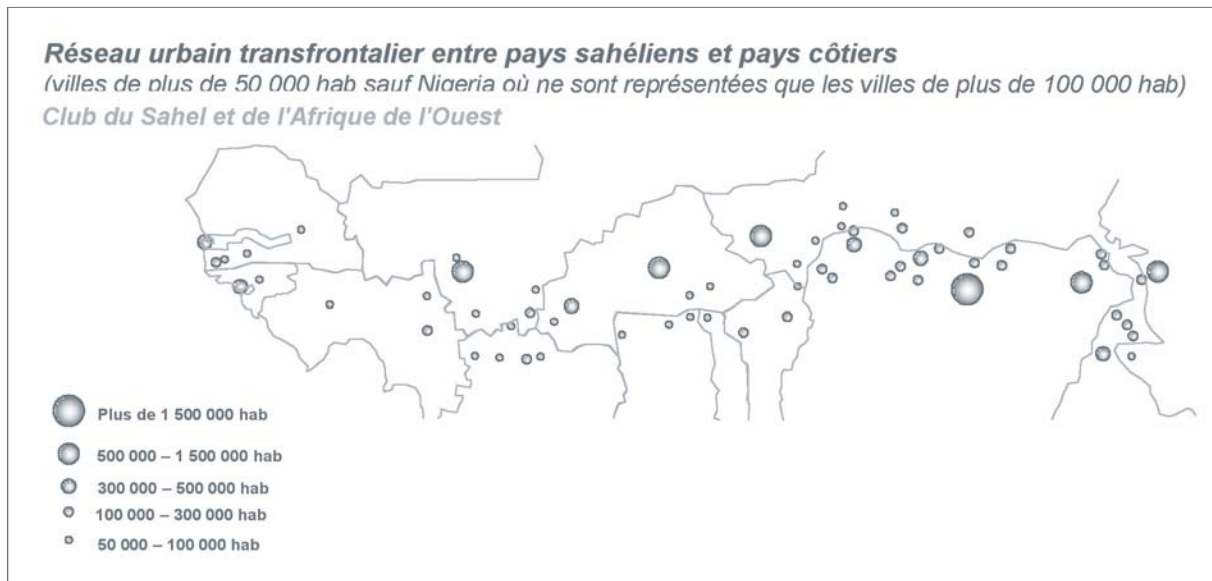 Réseau urbain transfrontalier entre pays sahéliens et pays côtiers
(villes de plus de 50 000 hab sauf Nigeria où ne sont représentées que les villes de plus de 100 000 hab)
Club du Sahel et de l'Afrique de l'Ouest
Plus de 1 500 000 hab
500 000 – 1 500 000 hab
300 000 – 500 000 hab
100 000 – 300 000 hab
50 000 – 100 000 hab